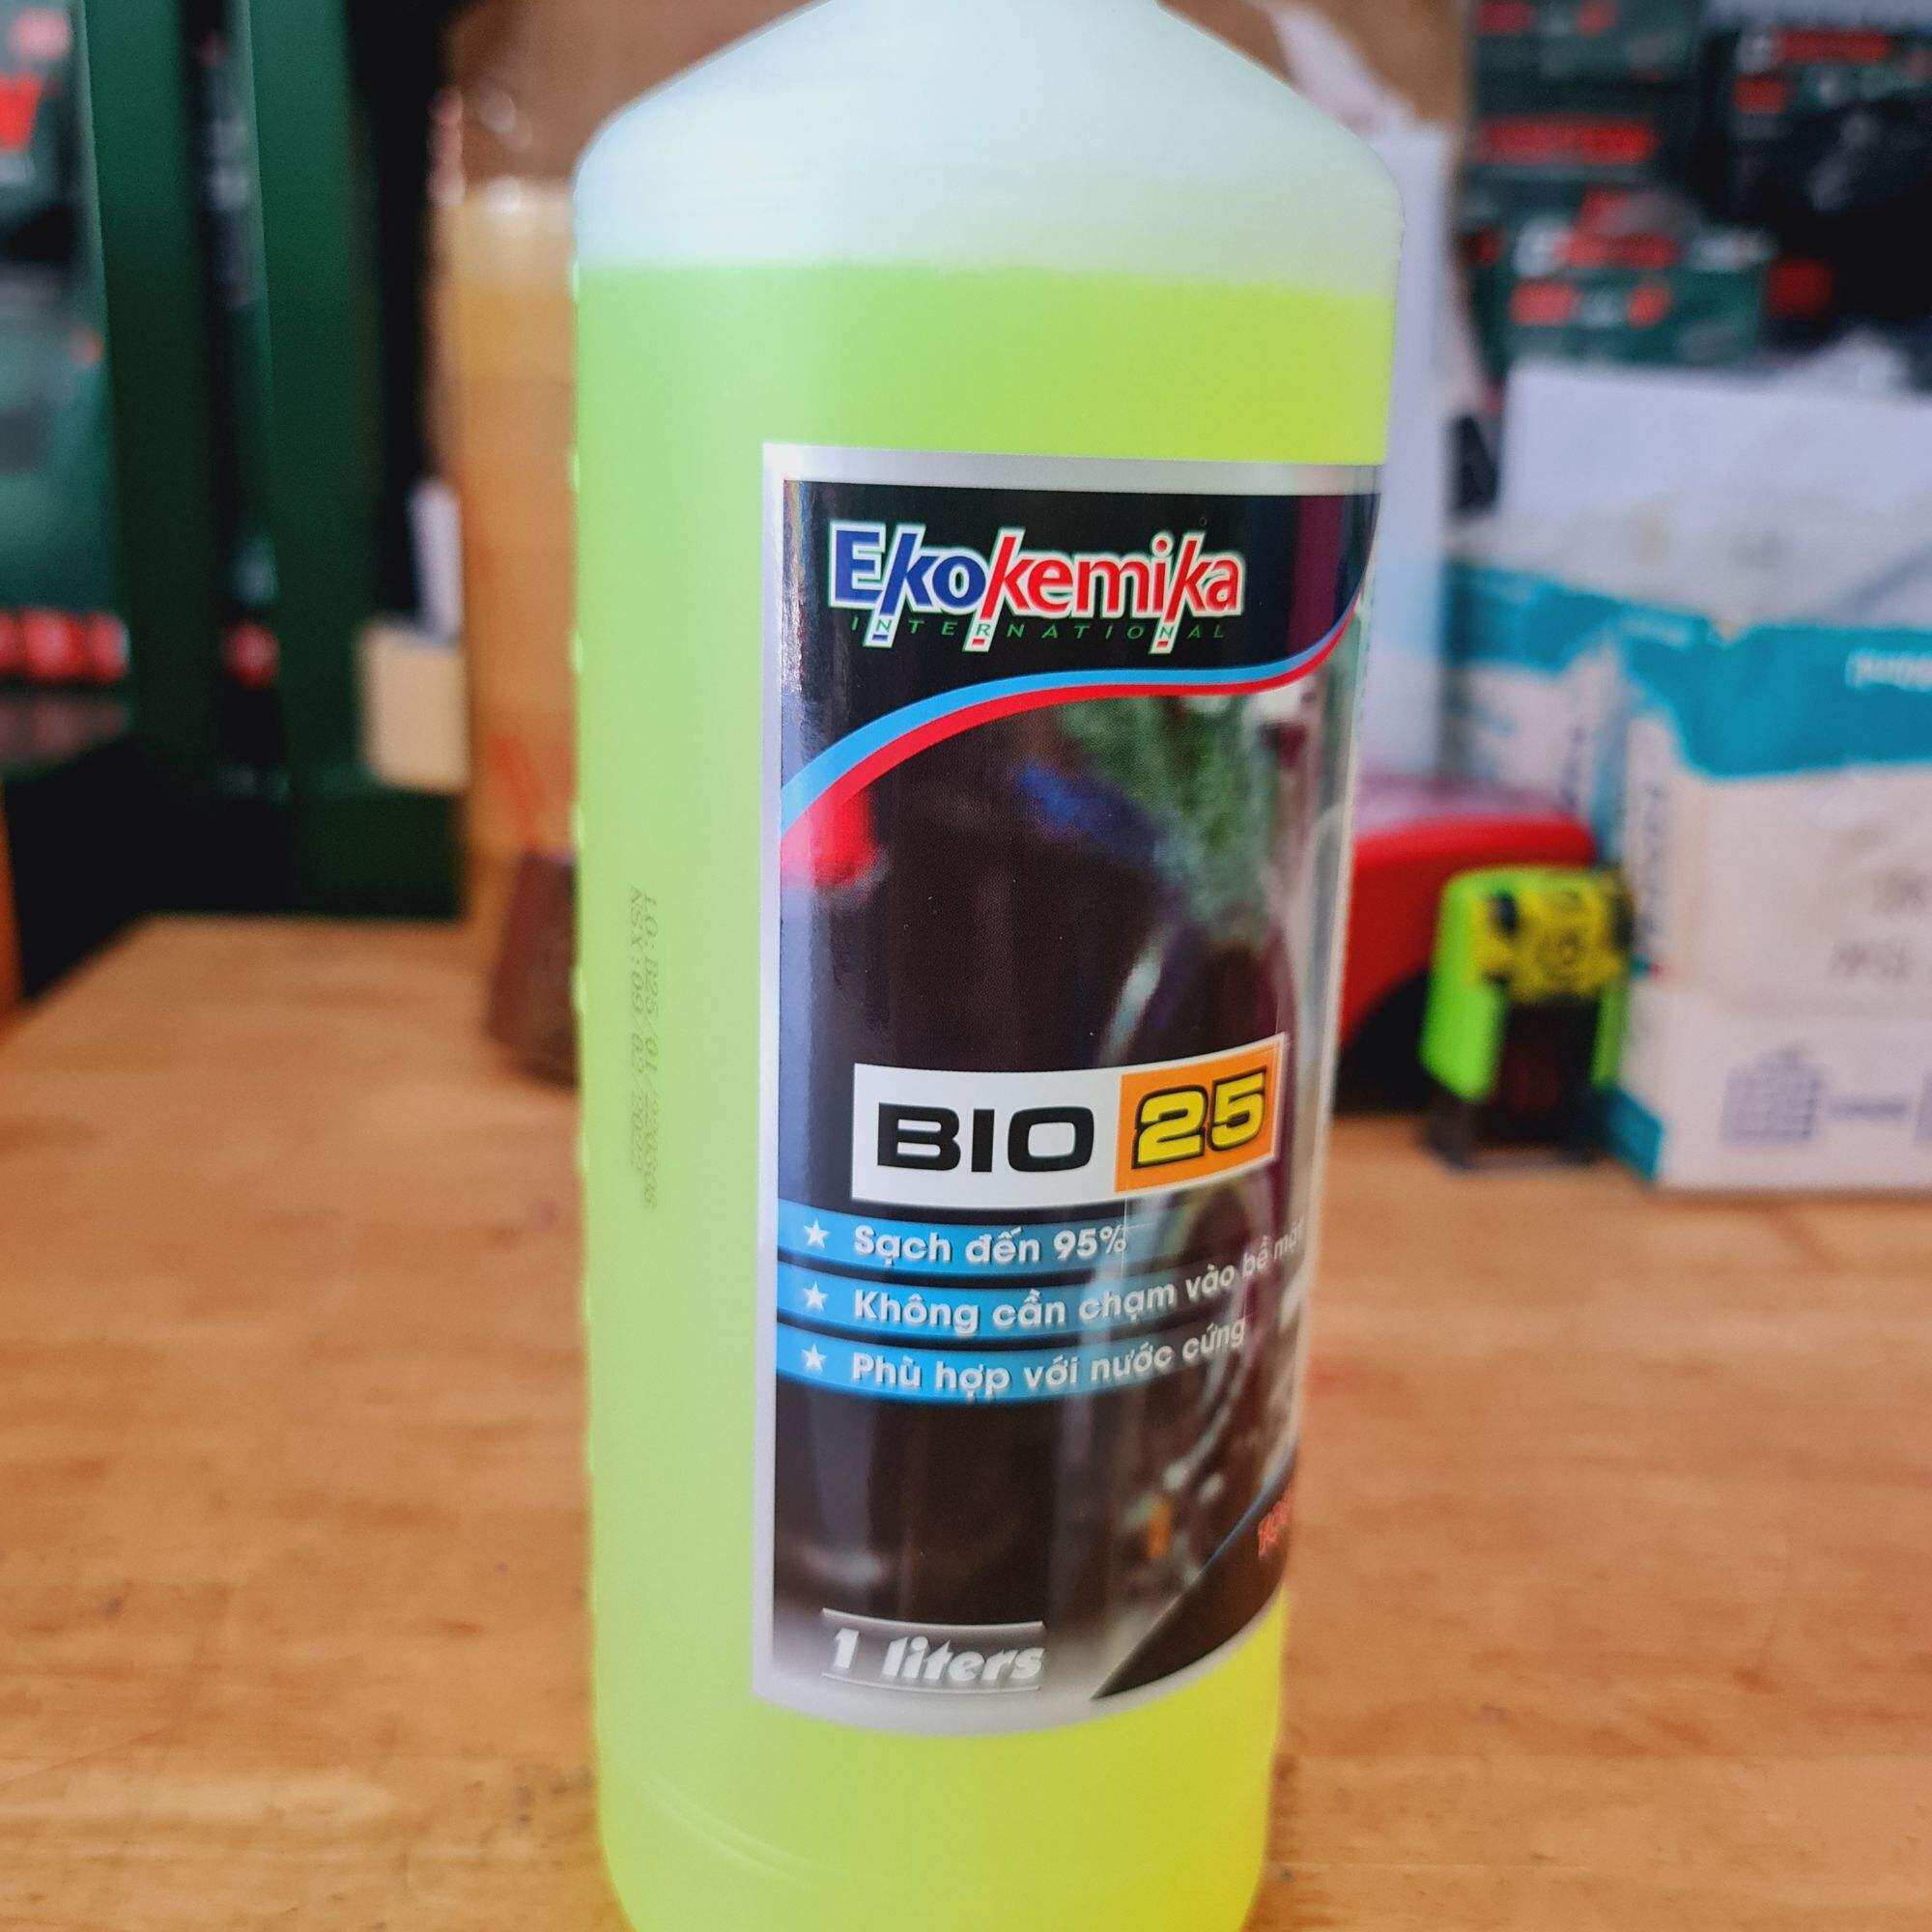 Ekokemika
INTERNATIONAL
BIO 25
Sạch đến 95%
Không cần chạm vào bề mặt
Phù hợp với nước cứng
1 liters